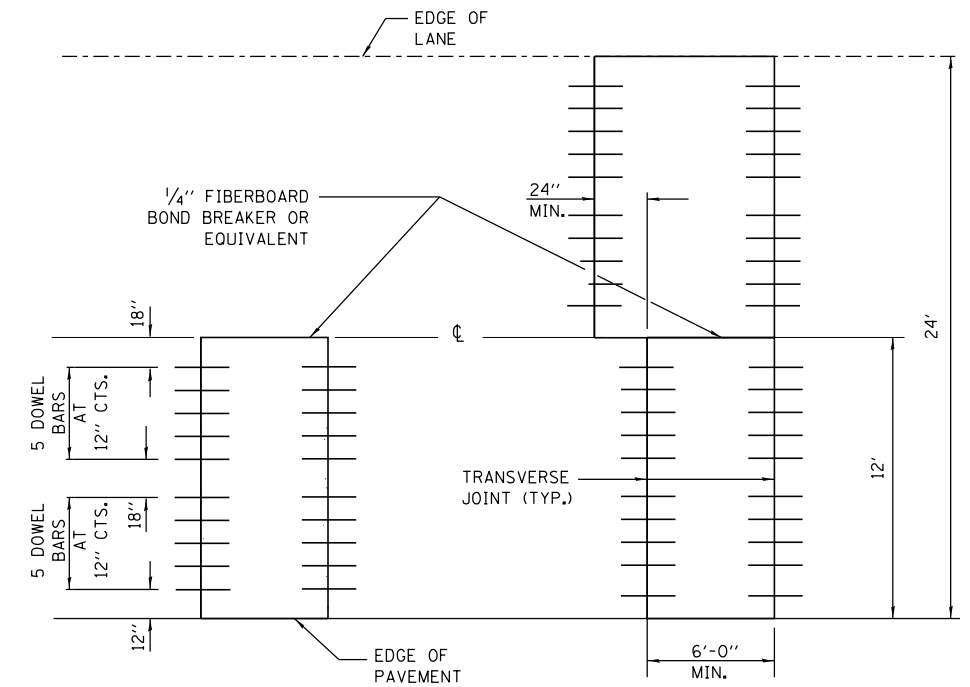 EDGE OF
LANE
1/4" FIBERBOARD
BOND BREAKER OR
EQUIVALENT
24"
MIN.
18"
℄
24'
5 DOWEL
BARS
AT
12" CTS.
TRANSVERSE
JOINT (TYP.)
12'
5 DOWEL
BARS
AT
12" CTS.
18"
12"
EDGE OF
PAVEMENT
6'-0"
MIN.